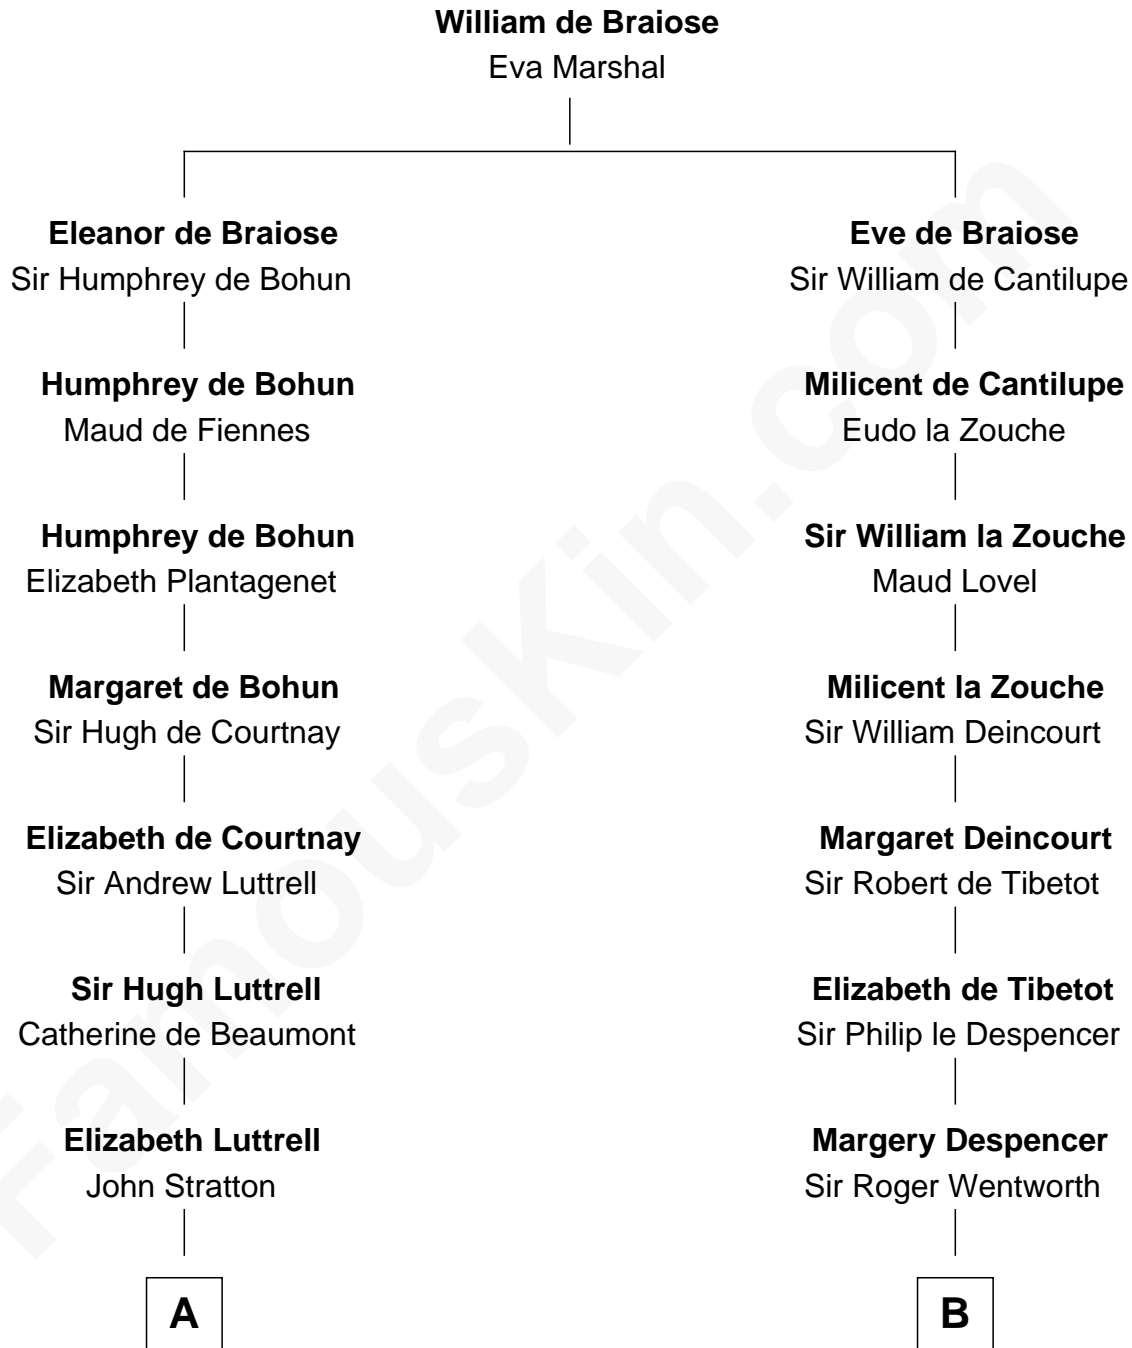 William de Braiose
Eva Marshal
Eleanor de Braiose
Sir Humphrey de Bohun
Humphrey de Bohun
Maud de Fiennes
Humphrey de Bohun
Elizabeth Plantagenet
Margaret de Bohun
Sir Hugh de Courtnay
Elizabeth de Courtnay
Sir Andrew Luttrell
Sir Hugh Luttrell
Catherine de Beaumont
Elizabeth Luttrell
John Stratton
A
Eve de Braiose
Sir William de Cantilupe
Milicent de Cantilupe
Eudo la Zouche
Sir William la Zouche
Maud Lovel
Milicent la Zouche
Sir William Deincourt
Margaret Deincourt
Sir Robert de Tibetot
Elizabeth de Tibetot
Sir Philip le Despencer
Margery Despencer
Sir Roger Wentworth
B
FamousKin.com